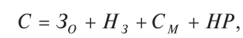 С = З_О + Н_З + С_М + НР,